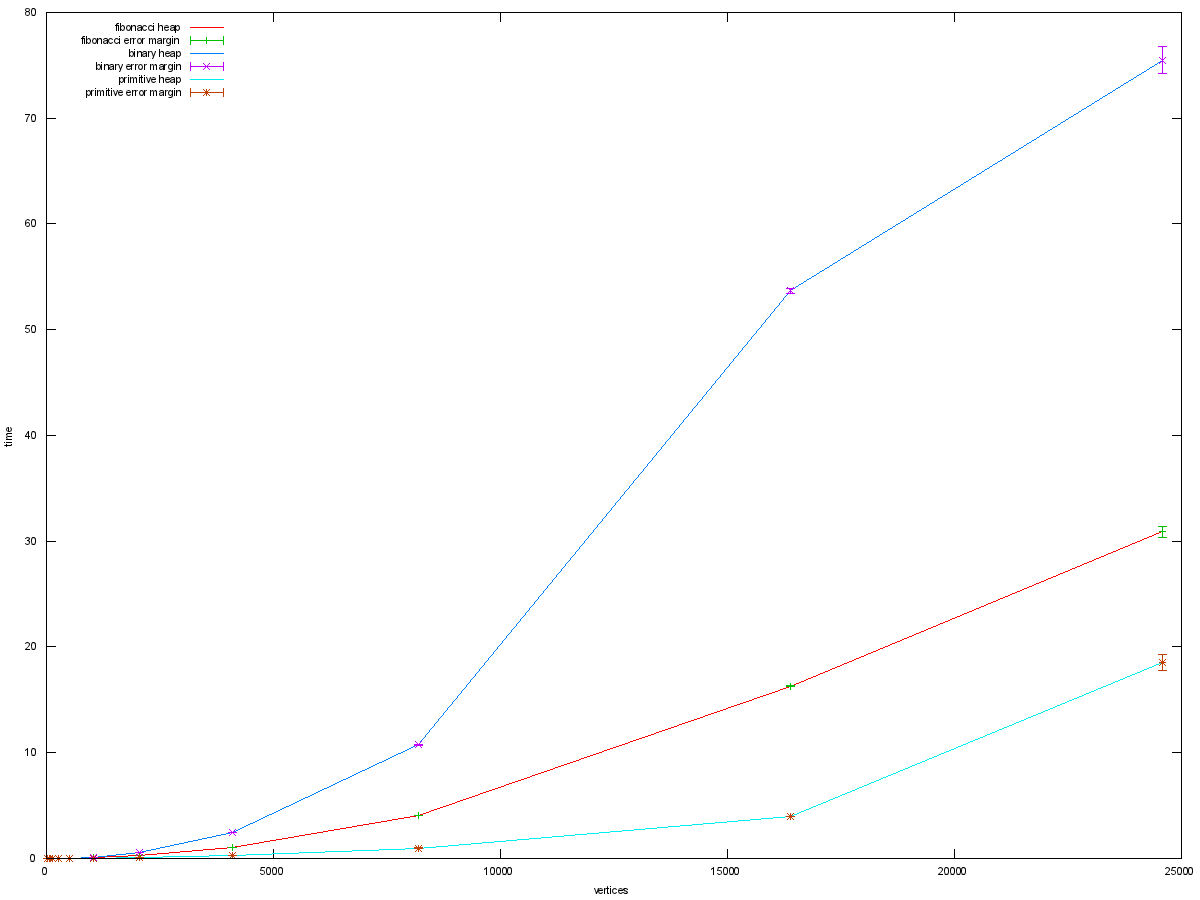 80
70
60
50
40
30
20
10
0
time
fibonacci heap
fibonacci error margin
binary heap
binary error margin
primitive heap
primitive error margin
0
5000
10000
15000
20000
25000
vertices